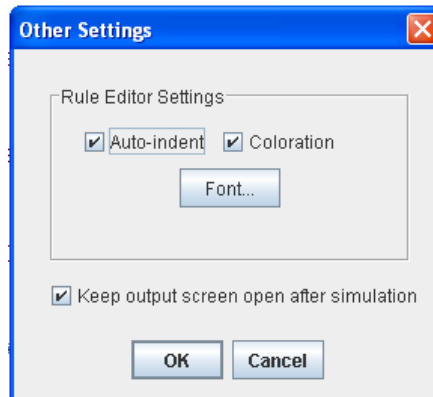 Other Settings
Rule Editor Settings
Auto-indent Coloration
Font...
Keep output screen open after simulation
OK Cancel